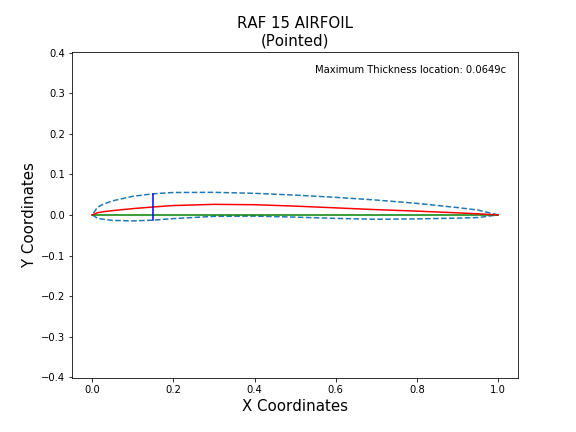 RAF 15 AIRFOIL
(Pointed)
Maximum Thickness location: 0.0649c
0.4
0.3
0.2
0.1
0.0
−0.1
−0.2
−0.3
−0.4
Y Coordinates
0.0 0.2 0.4 0.6 0.8 1.0
X Coordinates